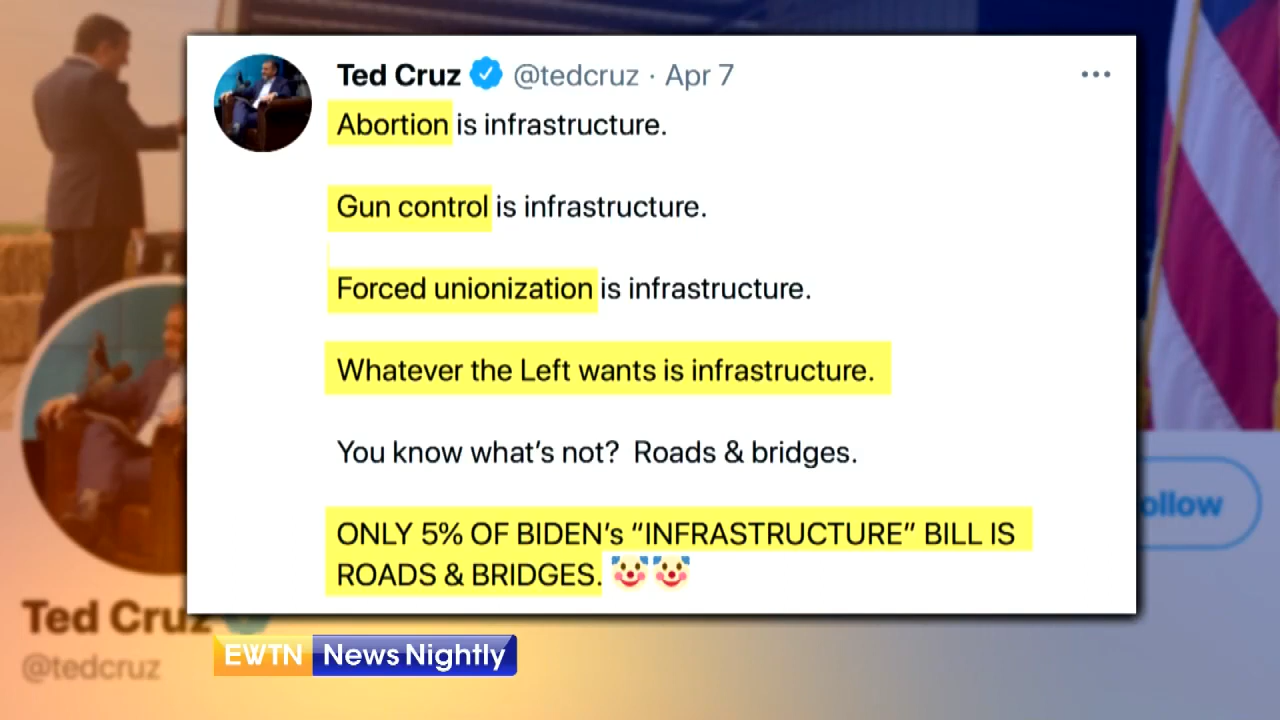 Ted Cruz @tedcruz · Apr 7
Abortion is infrastructure.
Gun control is infrastructure.
Forced unionization is infrastructure.
Whatever the Left wants is infrastructure.
You know what's not?  Roads & bridges.
ONLY 5% OF BIDEN's “INFRASTRUCTURE” BILL IS
ROADS & BRIDGES. 🤡🤡
ollow
Ted Cruz
@tedcruz
EWTN News Nightly